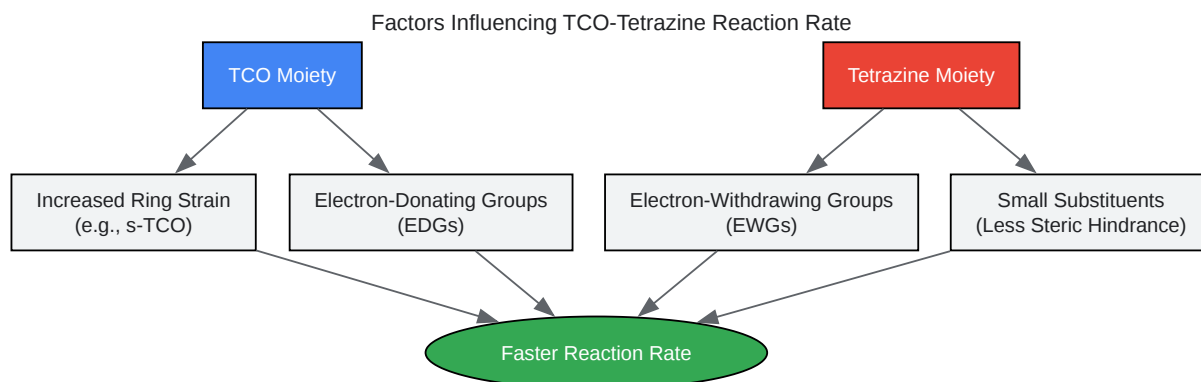 Factors Influencing TCO-Tetrazine Reaction Rate
TCO Moiety
Tetrazine Moiety
Increased Ring Strain
(e.g., s-TCO)
Electron-Donating Groups
(EDGs)
Electron-Withdrawing Groups
(EWGs)
Small Substituents
(Less Steric Hindrance)
Faster Reaction Rate